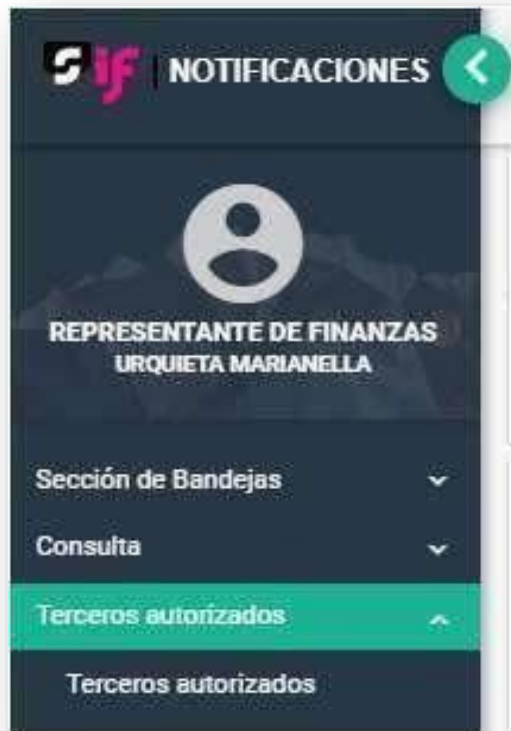 sif | NOTIFICACIONES
REPRESENTANTE DE FINANZAS
URQUIETA MARIANELLA
Sección de Bandejas
Consulta
Terceros autorizados
Terceros autorizados